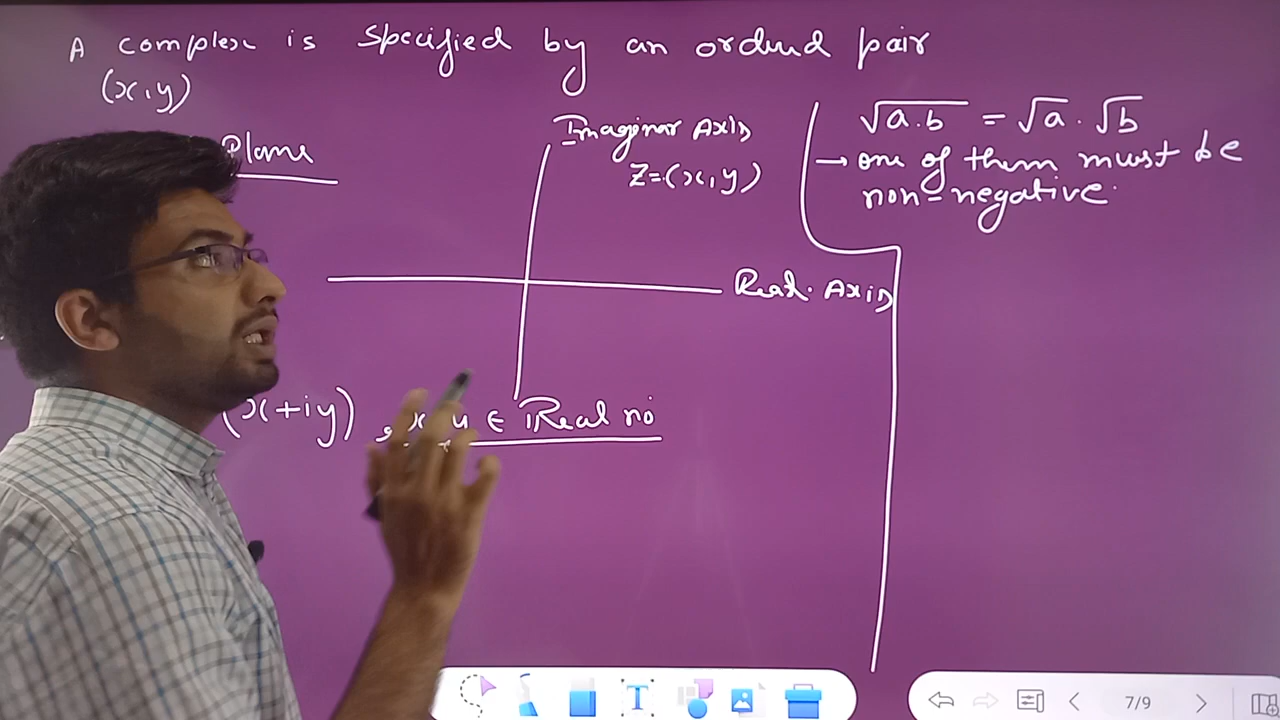 A complex is specified by an ordered pair
(x, y)
Plane
Imaginar Axis
Z=(x, y)
Real. Axis
(x+iy) , x, y ∈ Real no
√a.b = √a . √b
→ one of them must be
non-negative.
T
7/9